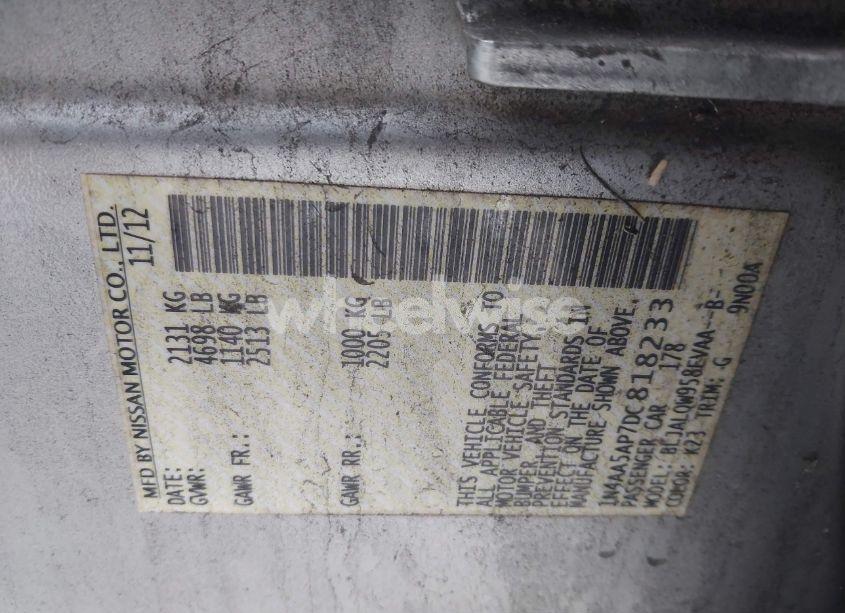 MFD BY NISSAN MOTOR CO., LTD.
DATE: 11/12
GVWR: 2131 KG
4698 LB
GAWR FR.: 1140 KG
2513 LB
GAWR RR.: 1000 KG
2205 LB
THIS VEHICLE CONFORMS TO
ALL APPLICABLE FEDERAL
MOTOR VEHICLE SAFETY,
BUMPER, AND THEFT
PREVENTION STANDARDS IN
EFFECT ON THE DATE OF
MANUFACTURE SHOWN ABOVE.
1N4AA5AP7DC818233
PASSENGER CAR 178
MODEL: BLJALQW958EVAA--B-
COLOR: K23 TRIM: G 9N00A
wheelwise